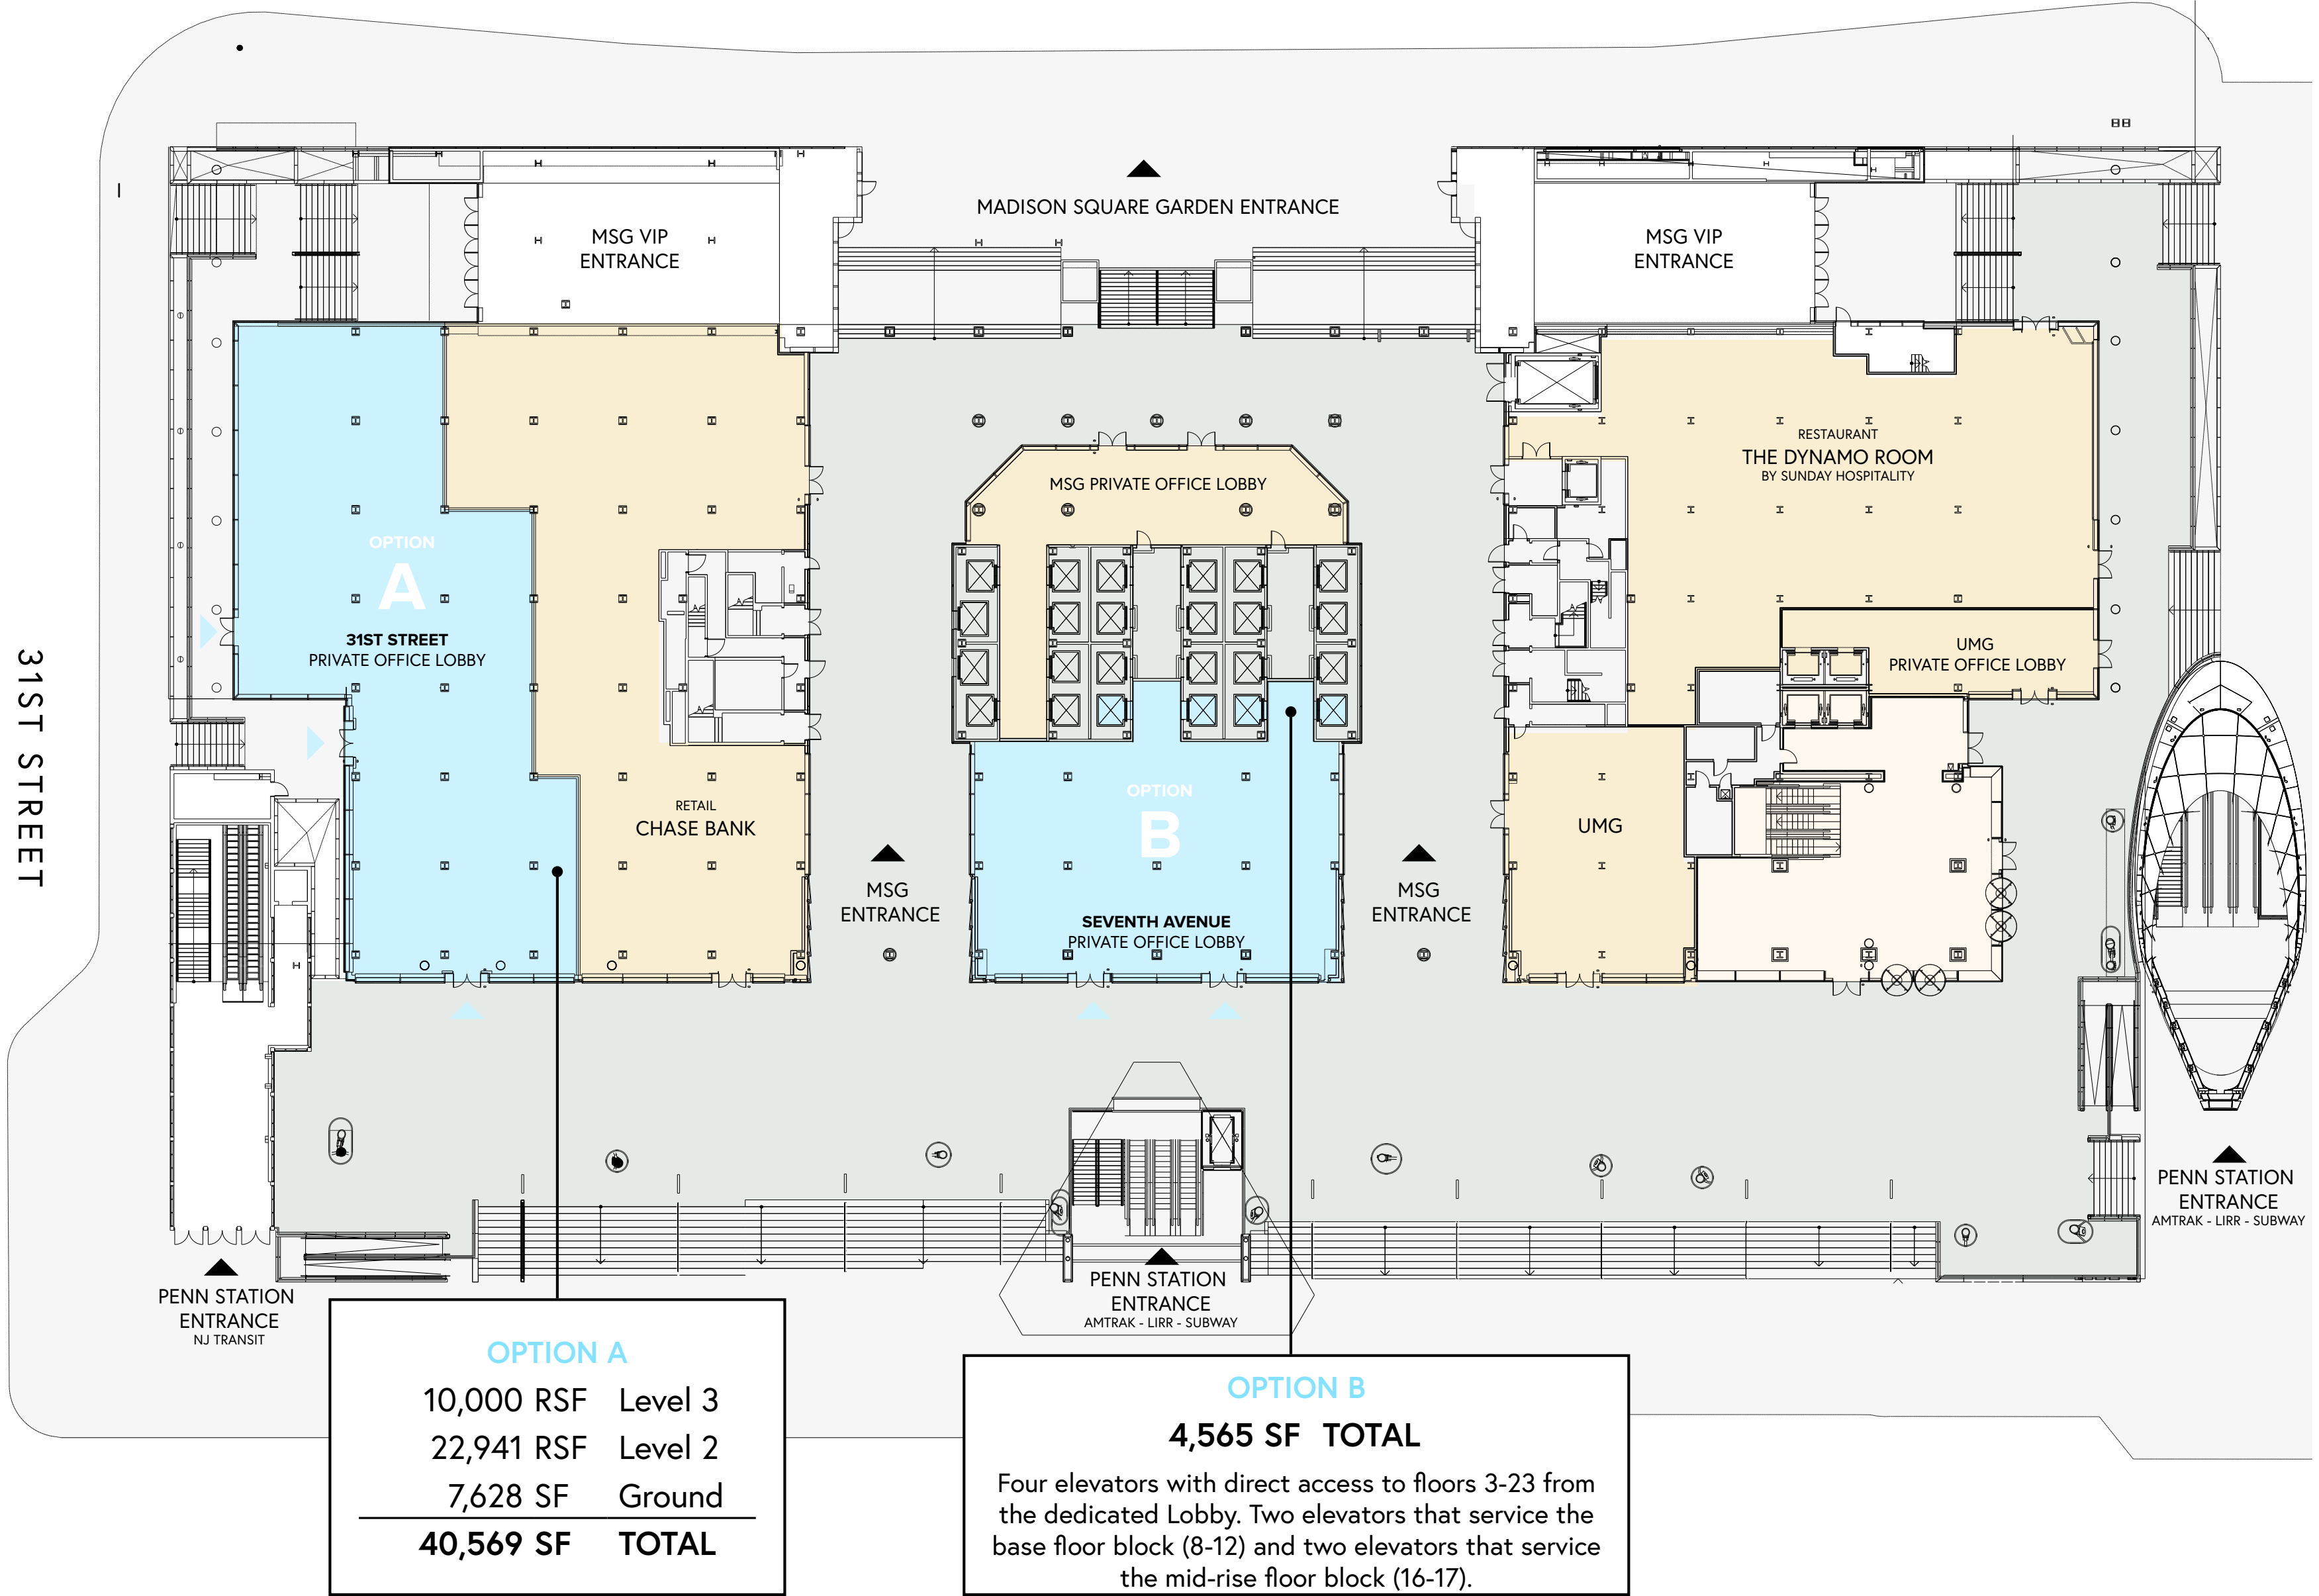 MADISON SQUARE GARDEN ENTRANCE
MSG VIP
ENTRANCE
MSG VIP
ENTRANCE
RESTAURANT
THE DYNAMO ROOM
BY SUNDAY HOSPITALITY
MSG PRIVATE OFFICE LOBBY
OPTION
A
31ST STREET
PRIVATE OFFICE LOBBY
UMG
PRIVATE OFFICE LOBBY
31ST STREET
RETAIL
CHASE BANK
OPTION
B
SEVENTH AVENUE
PRIVATE OFFICE LOBBY
UMG
MSG
ENTRANCE
MSG
ENTRANCE
PENN STATION
ENTRANCE
AMTRAK - LIRR - SUBWAY
PENN STATION
ENTRANCE
NJ TRANSIT
PENN STATION
ENTRANCE
AMTRAK - LIRR - SUBWAY
OPTION A
10,000 RSF Level 3
22,941 RSF Level 2
7,628 SF Ground
40,569 SF TOTAL
OPTION B
4,565 SF TOTAL
Four elevators with direct access to floors 3-23 from
the dedicated Lobby. Two elevators that service the
base floor block (8-12) and two elevators that service
the mid-rise floor block (16-17).